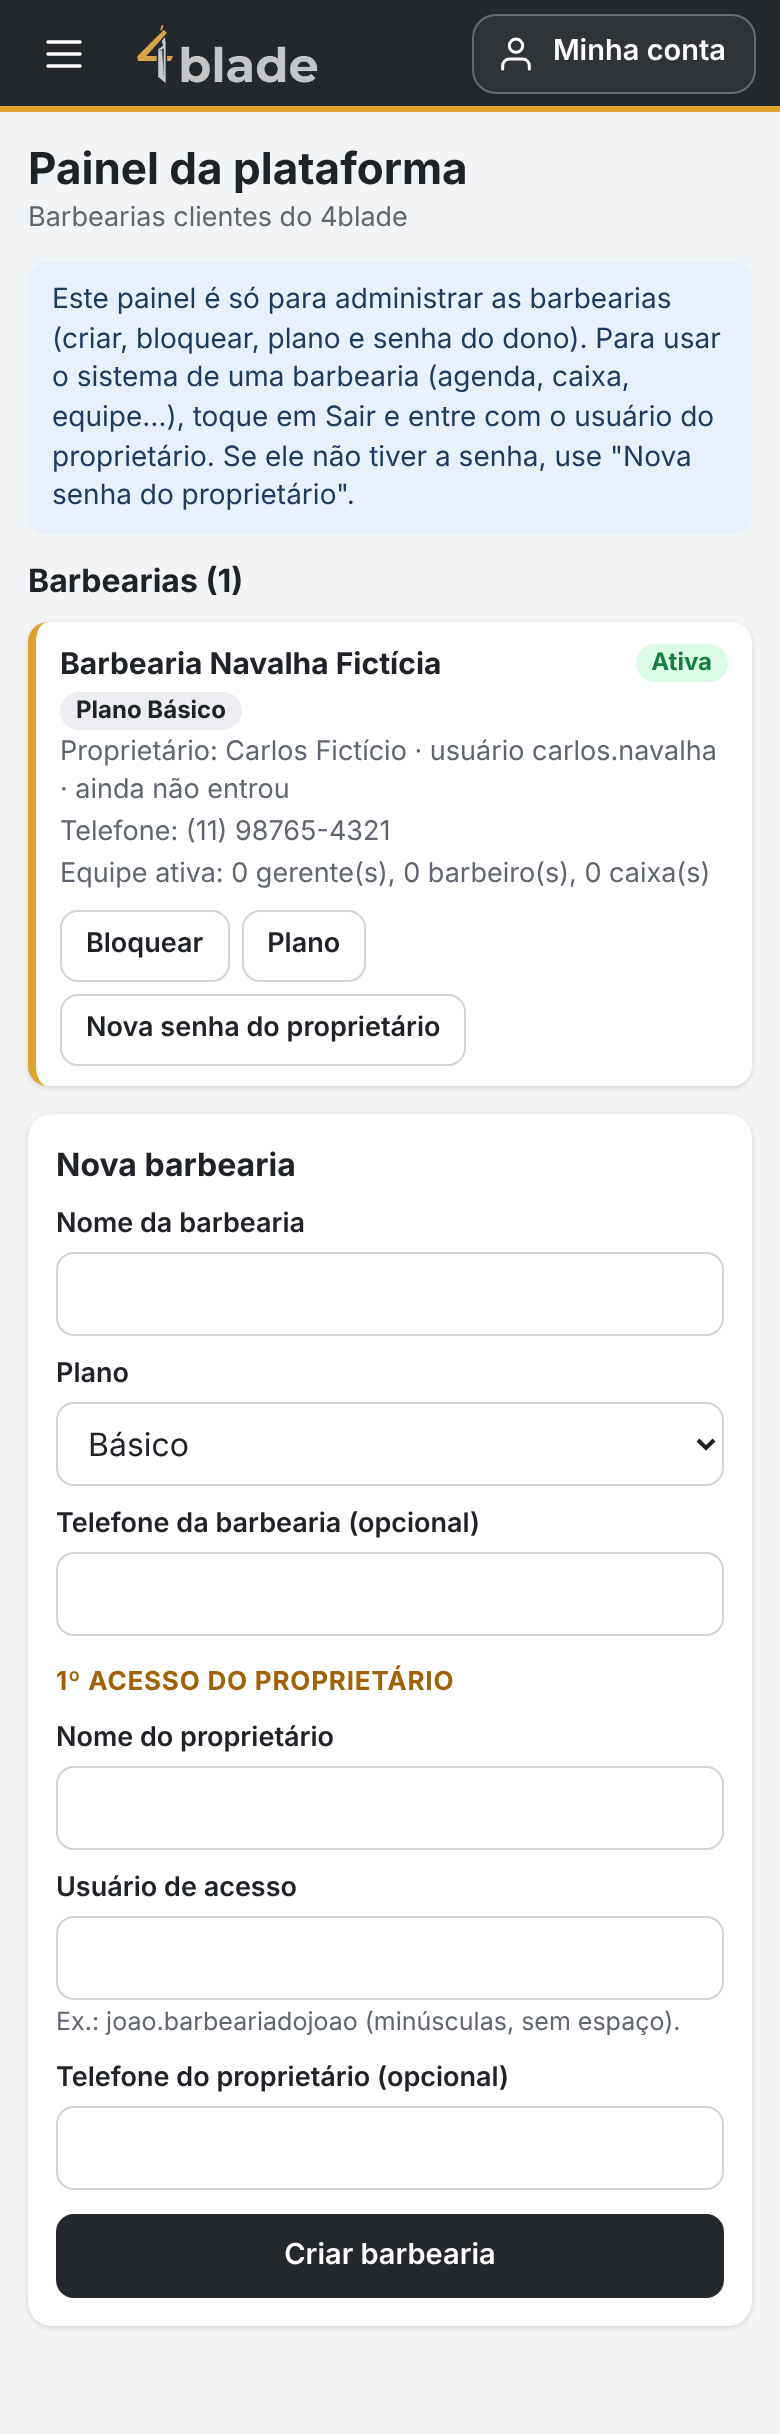 4blade
Minha conta
Painel da plataforma
Barbearias clientes do 4blade
Este painel é só para administrar as barbearias
(criar, bloquear, plano e senha do dono). Para usar
o sistema de uma barbearia (agenda, caixa,
equipe...), toque em Sair e entre com o usuário do
proprietário. Se ele não tiver a senha, use "Nova
senha do proprietário".
Barbearias (1)
Barbearia Navalha Fictícia
Ativa
Plano Básico
Proprietário: Carlos Fictício · usuário carlos.navalha
· ainda não entrou
Telefone: (11) 98765-4321
Equipe ativa: 0 gerente(s), 0 barbeiro(s), 0 caixa(s)
Bloquear
Plano
Nova senha do proprietário
Nova barbearia
Nome da barbearia
Plano
Básico
Telefone da barbearia (opcional)
1º ACESSO DO PROPRIETÁRIO
Nome do proprietário
Usuário de acesso
Ex.: joao.barbeariadojoao (minúsculas, sem espaço).
Telefone do proprietário (opcional)
Criar barbearia